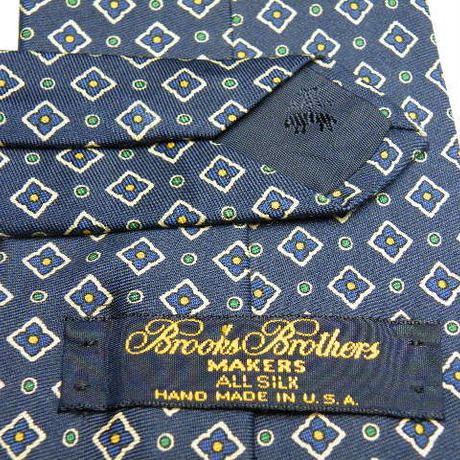 Brooks Brothers
MAKERS
ALL SILK
HAND MADE IN U.S.A.